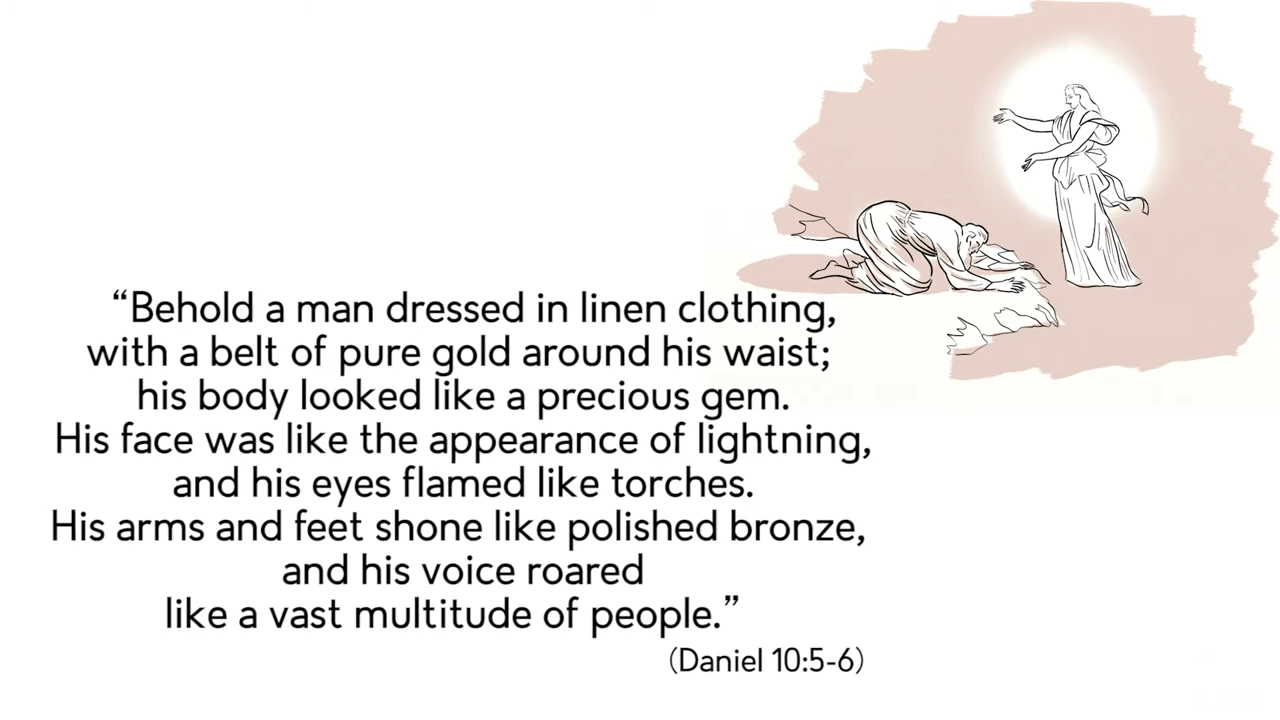 “Behold a man dressed in linen clothing,
with a belt of pure gold around his waist;
his body looked like a precious gem.
His face was like the appearance of lightning,
and his eyes flamed like torches.
His arms and feet shone like polished bronze,
and his voice roared
like a vast multitude of people.”
(Daniel 10:5-6)